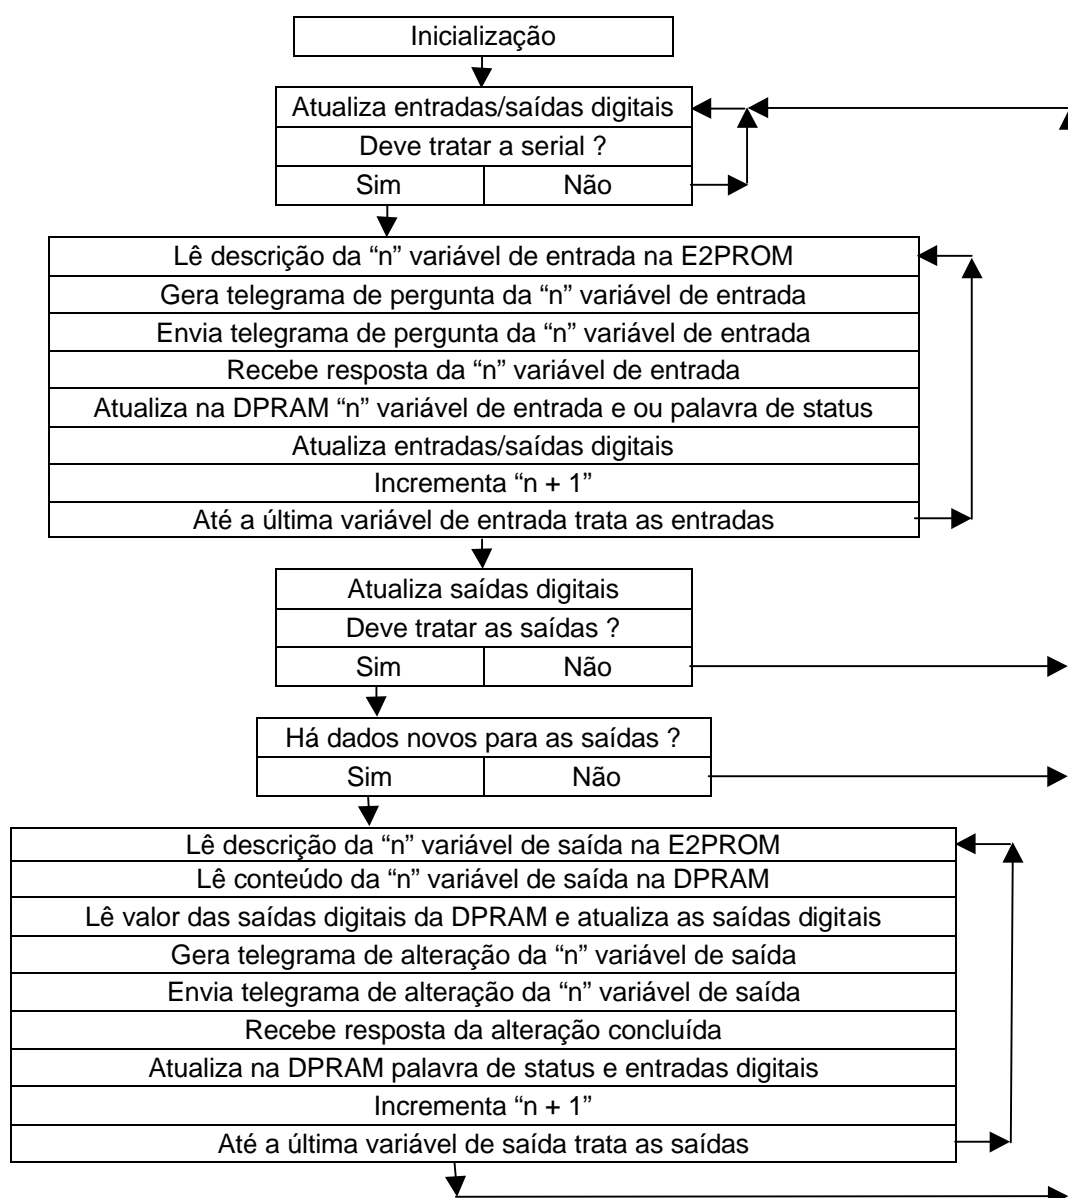 Inicialização
Atualiza entradas/saídas digitais
Deve tratar a serial ?
Sim Não
Lê descrição da “n” variável de entrada na E2PROM
Gera telegrama de pergunta da “n” variável de entrada
Envia telegrama de pergunta da “n” variável de entrada
Recebe resposta da “n” variável de entrada
Atualiza na DPRAM “n” variável de entrada e ou palavra de status
Atualiza entradas/saídas digitais
Incrementa “n + 1”
Até a última variável de entrada trata as entradas
Atualiza saídas digitais
Deve tratar as saídas ?
Sim Não
Há dados novos para as saídas ?
Sim Não
Lê descrição da “n” variável de saída na E2PROM
Lê conteúdo da “n” variável de saída na DPRAM
Lê valor das saídas digitais da DPRAM e atualiza as saídas digitais
Gera telegrama de alteração da “n” variável de saída
Envia telegrama de alteração da “n” variável de saída
Recebe resposta da alteração concluída
Atualiza na DPRAM palavra de status e entradas digitais
Incrementa “n + 1”
Até a última variável de saída trata as saídas